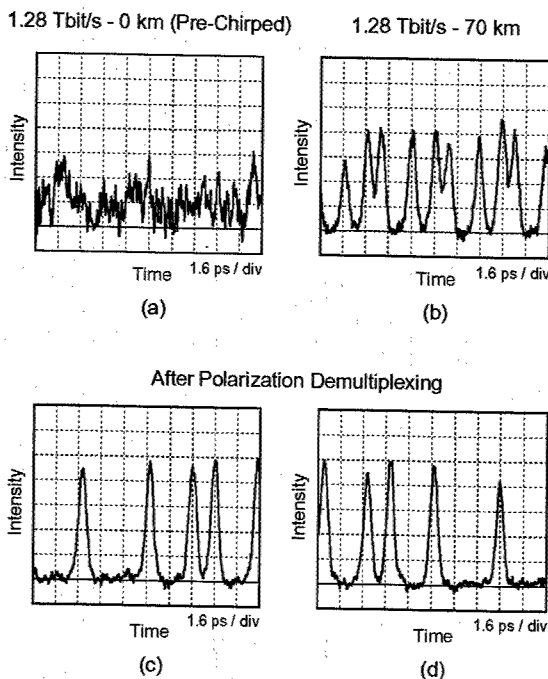 1.28 Tbit/s - 0 km (Pre-Chirped)
1.28 Tbit/s - 70 km
Intensity
Time
1.6 ps / div
(a)
Intensity
Time
1.6 ps / div
(b)
After Polarization Demultiplexing
Intensity
Time
1.6 ps / div
(c)
Intensity
Time
1.6 ps / div
(d)